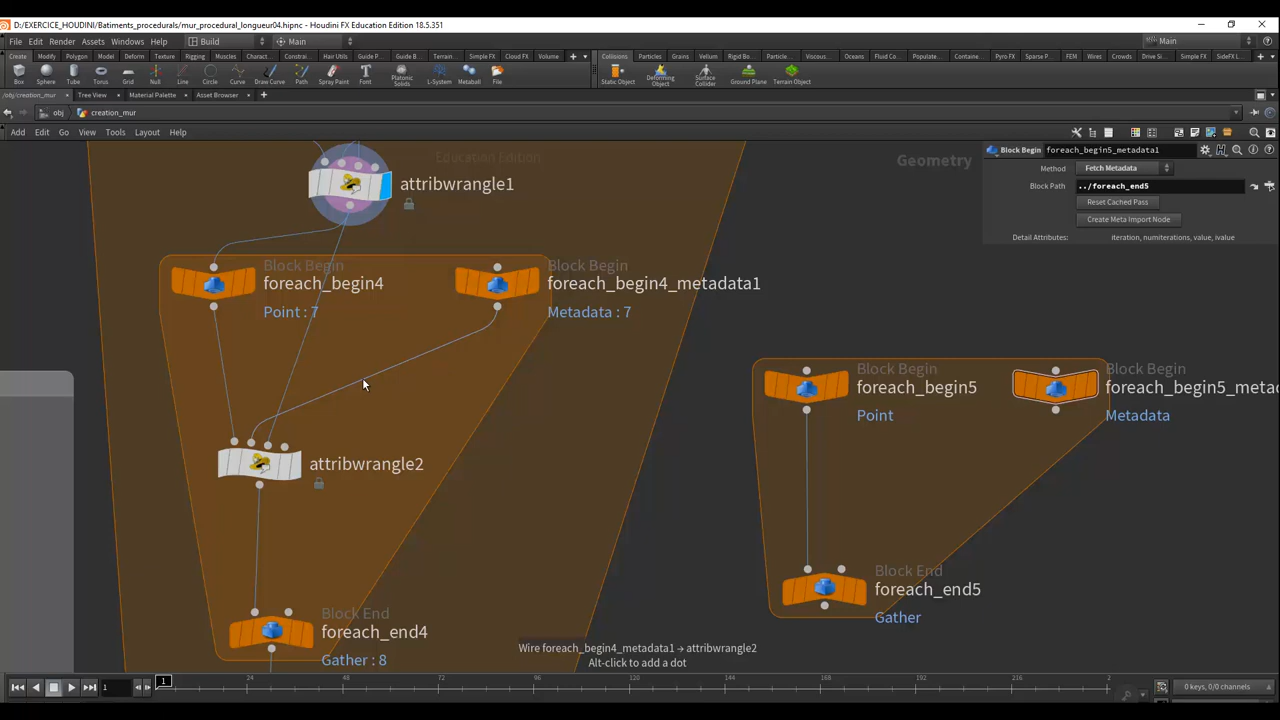 D:/EXERCICE_HOUDINI/Batiments_procedurals/mur_procedural_longueur04.hipnc - Houdini FX Education Edition 18.5.351
File Edit Render Assets Windows Help Build Main Main
Create Modify Polygon Model Deform Texture Rigging Muscles Charact... Constrai... Hair Utils Guide P... Guide B... Terrain... Simple FX Cloud FX Volume Collisions Particles Grains Vellum Rigid Bo... Particle... Viscous... Oceans Fluid Co... Populate... Container... Pyro FX Sparse P... FEM Wires Crowds Drive Si... Simple FX SideFX L...
Box Sphere Tube Torus Grid Null Line Circle Curve Draw Curve Path Spray Paint Font Platonic Solids L-System Metaball File Static Object Deforming Object Surface Collider Ground Plane Terrain Object
/obj/creation_mur Tree View Material Palette Asset Browser
obj creation_mur
Add Edit Go View Tools Layout Help
Education Edition
Geometry
Block Begin foreach_begin5_metadata1
Method Fetch Metadata
Block Path ../foreach_end5
Reset Cached Pass
Create Meta Import Node
Detail Attributes: iteration, numiterations, value, ivalue
attribwrangle1
Block Begin
foreach_begin4
Point : 7
Block Begin
foreach_begin4_metadata1
Metadata : 7
Block Begin
foreach_begin5
Point
Block Begin
foreach_begin5_metada
Metadata
attribwrangle2
Block End
foreach_end5
Gather
Block End
foreach_end4
Gather : 8
Wire foreach_begin4_metadata1 → attribwrangle2
Alt-click to add a dot
1 1 24 48 72 96 120 144 168 192 216 2
0 keys, 0/0 channels